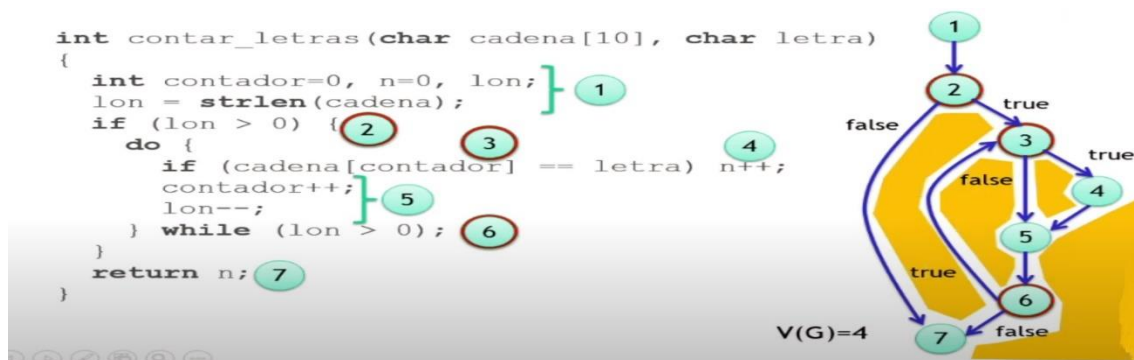 int contar_letras(char cadena[10], char letra)
{
int contador=0, n=0, lon;
lon = strlen(cadena);
1
if (lon > 0) { 2
do { 3 4
if (cadena[contador] == letra) n++;
contador++;
lon--;
5
} while (lon > 0); 6
}
return n; 7
}
1
2
true
false
3
true
false
4
5
true
6
false
7
V(G)=4